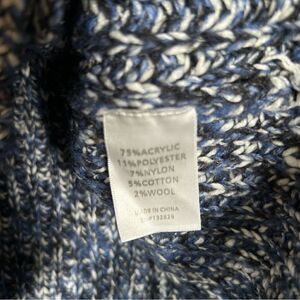 75%ACRYLIC
11%POLYESTER
7%NYLON
5%COTTON
2%WOOL
MADE IN CHINA